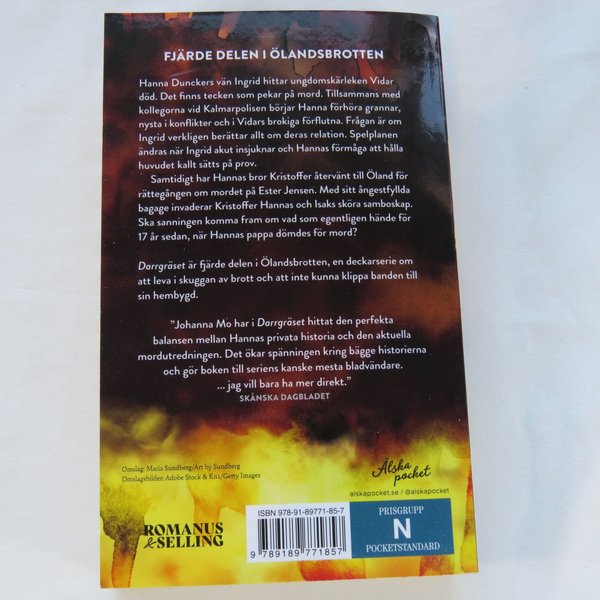 FJÄRDE DELEN I ÖLANDSBROTTEN
Hanna Dunckers vän Ingrid hittar ungdomskärleken Vidar
död. Det finns tecken som pekar på mord. Tillsammans med
kollegorna vid Kalmarpolisen börjar Hanna förhöra grannar,
nysta i konflikter och i Vidars brokiga förflutna. Frågan är om
Ingrid verkligen berättar allt om deras relation. Spelplanen
ändras när Ingrid akut insjuknar och Hannas förmåga att hålla
huvudet kallt sätts på prov.
Samtidigt har Hannas bror Kristoffer återvänt till Öland för
rättegången om mordet på Ester Jensen. Med sitt ångestfyllda
bagage invaderar Kristoffer Hannas och Isaks sköra samboskap.
Ska sanningen komma fram om vad som egentligen hände för
17 år sedan, när Hannas pappa dömdes för mord?
Darrgräset är fjärde delen i Ölandsbrotten, en deckarserie om
att leva i skuggan av brott och att inte kunna klippa banden till
sin hembygd.
”Johanna Mo har i Darrgräset hittat den perfekta
balansen mellan Hannas privata historia och den aktuella
mordutredningen. Det ökar spänningen kring bägge historierna
och gör boken till seriens kanske mesta bladvändare.
... jag vill bara ha mer direkt.”
SKÅNSKA DAGBLADET
Omslag: Maria Sundberg/Art by Sundberg
Omslagsbilder: Adobe Stock & Kn1/Getty Images
Älska
pocket
alskapocket.se / @alskapocket
ROMANUS
& SELLING
ISBN 978-91-89771-85-7
9 789189 771857
PRISGRUPP
N
POCKETSTANDARD